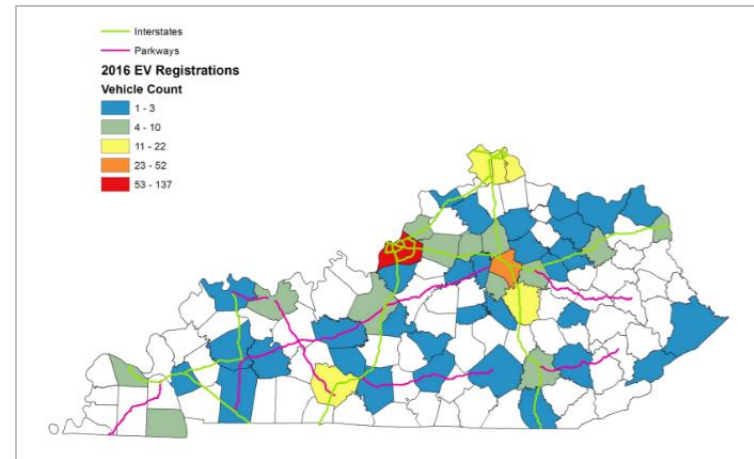 Interstates
Parkways
2016 EV Registrations
Vehicle Count
1 - 3
4 - 10
11 - 22
23 - 52
53 - 137